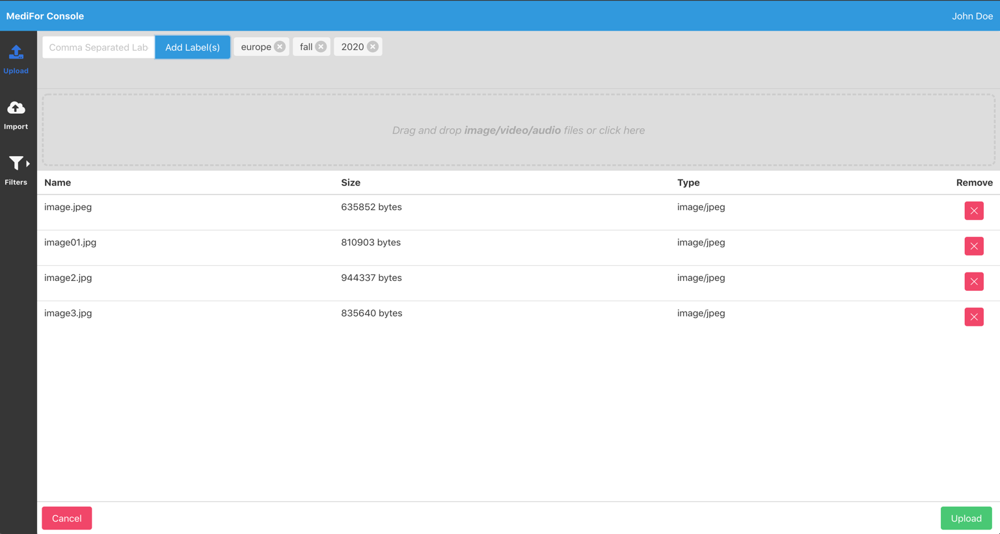 MediFor Console
John Doe
Comma Separated Lab
Add Label(s)
europe
fall
2020
Upload
Import
Filters
Drag and drop image/video/audio files or click here
Name Size Type Remove
image.jpeg 635852 bytes image/jpeg
image01.jpg 810903 bytes image/jpeg
image2.jpg 944337 bytes image/jpeg
image3.jpg 835640 bytes image/jpeg
Cancel
Upload